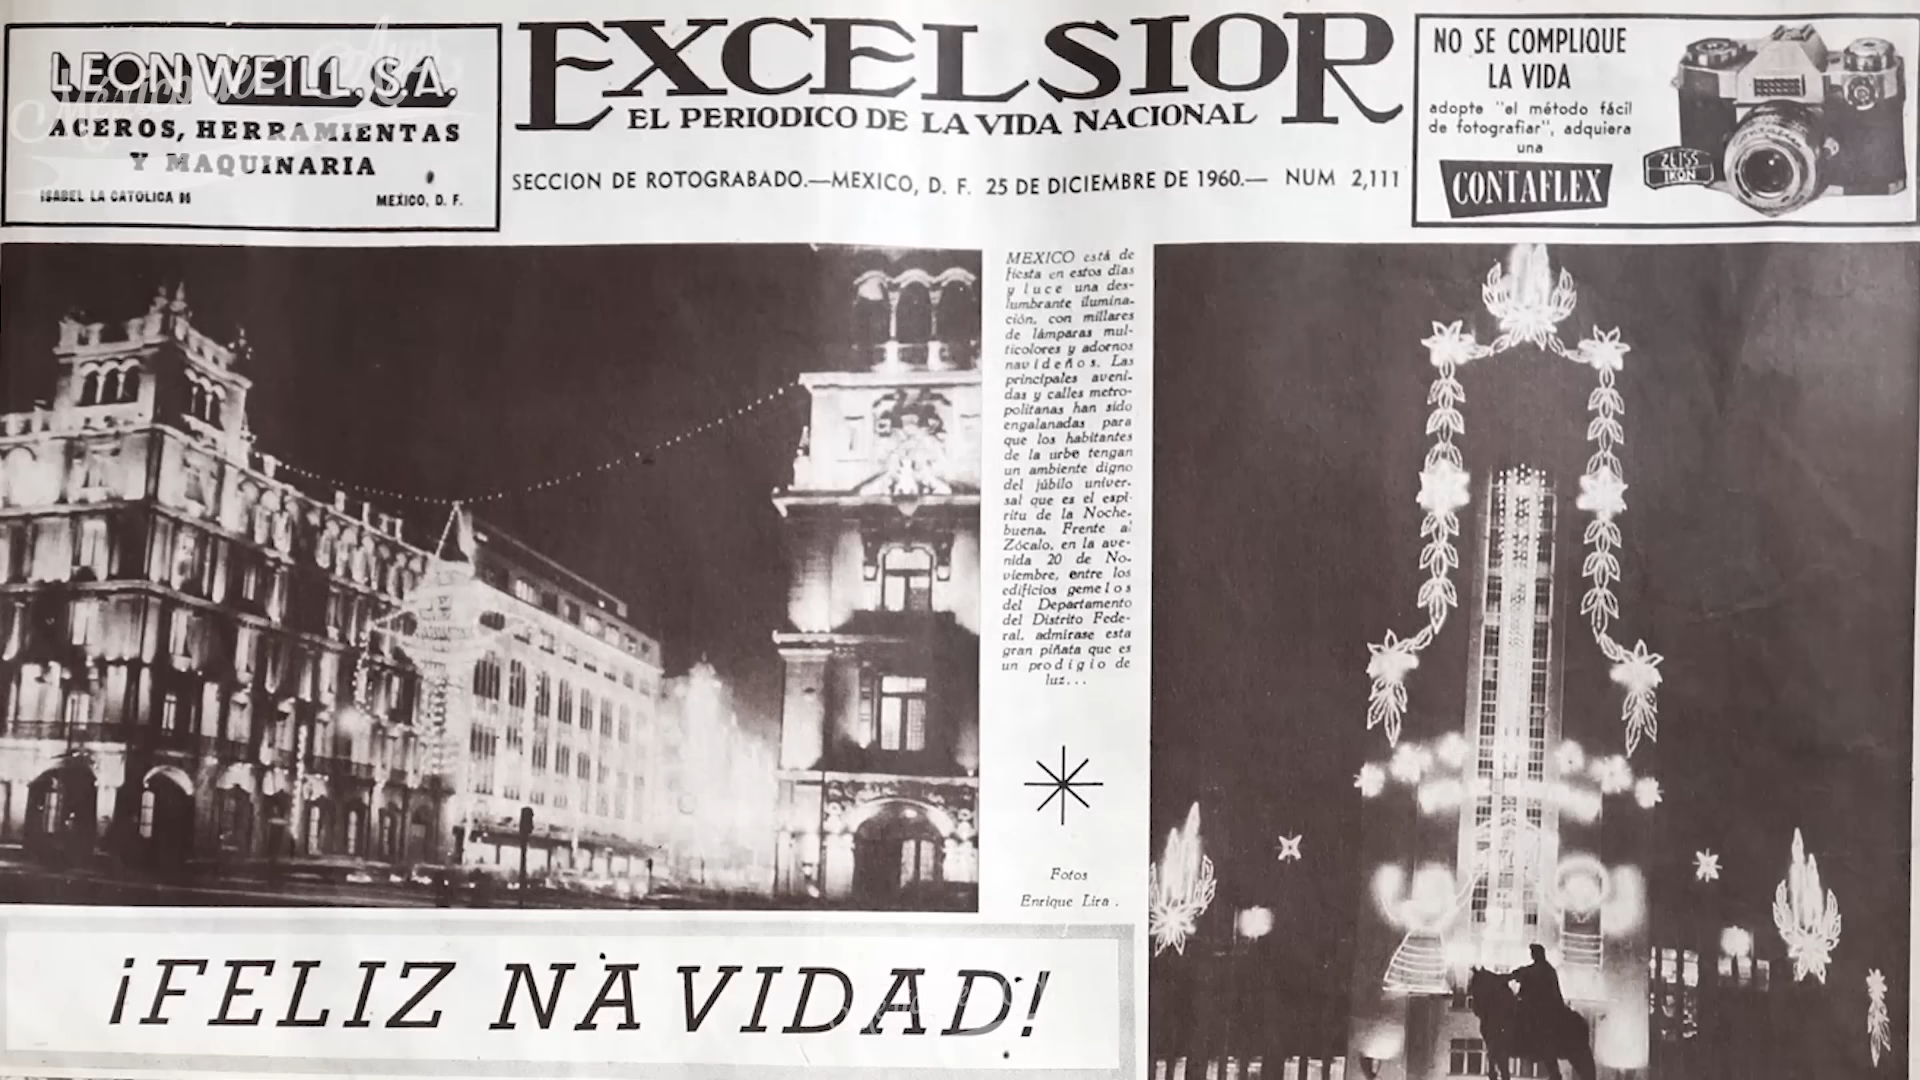 LEON WEILL, S.A.
ACEROS, HERRAMIENTAS
Y MAQUINARIA
ISABEL LA CATOLICA
MEXICO, D. F.
EXCELSIOR
EL PERIODICO DE LA VIDA NACIONAL
SECCION DE ROTOGRABADO.—MEXICO, D. F. 25 DE DICIEMBRE DE 1960.— NUM 2,111
NO SE COMPLIQUE
LA VIDA
adopte "el método fácil
de fotografiar", adquiera
una
CONTAFLEX
ZEISS
IKON
MEXICO está de
fiesta en estos días
y luce una des-
lumbrante ilumina-
ción, con millares
de lámparas mul-
ticolores y adornos
navideños. Las
principales aveni-
das y calles metro-
politanas han sido
engalanadas para
que los habitantes
de la urbe tengan
un ambiente digno
del júbilo univer-
sal que es el espí-
ritu de la Noche-
buena. Frente al
Zócalo, en la ave-
nida 20 de No-
viembre, entre los
edificios gemelos
del Departamento
del Distrito Fede-
ral, admírase esta
gran piñata que es
un prodigio de
luz...
Fotos
Enrique Lira.
¡FELIZ NAVIDAD!